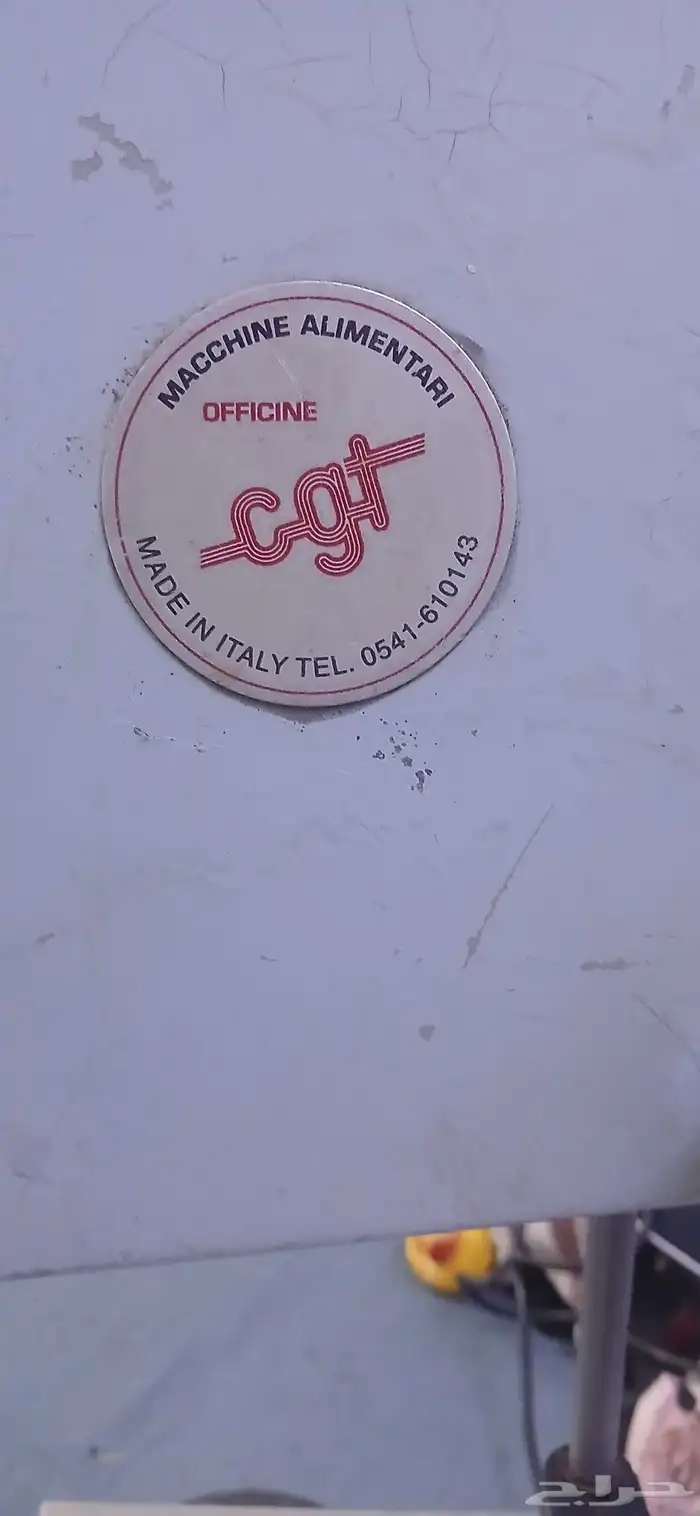 MACCHINE ALIMENTARI
OFFICINE
cgt
MADE IN ITALY TEL. 0541-610143
حراج